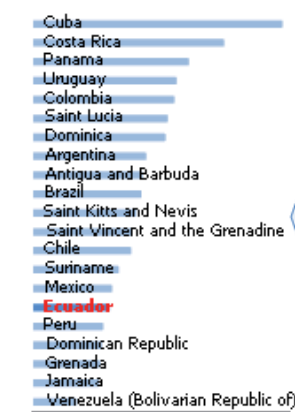 Cuba
Costa Rica
Panama
Uruguay
Colombia
Saint Lucia
Dominica
Argentina
Antigua and Barbuda
Brazil
Saint Kitts and Nevis
Saint Vincent and the Grenadine
Chile
Suriname
Mexico
Ecuador
Peru
Dominican Republic
Grenada
Jamaica
Venezuela (Bolivarian Republic of)